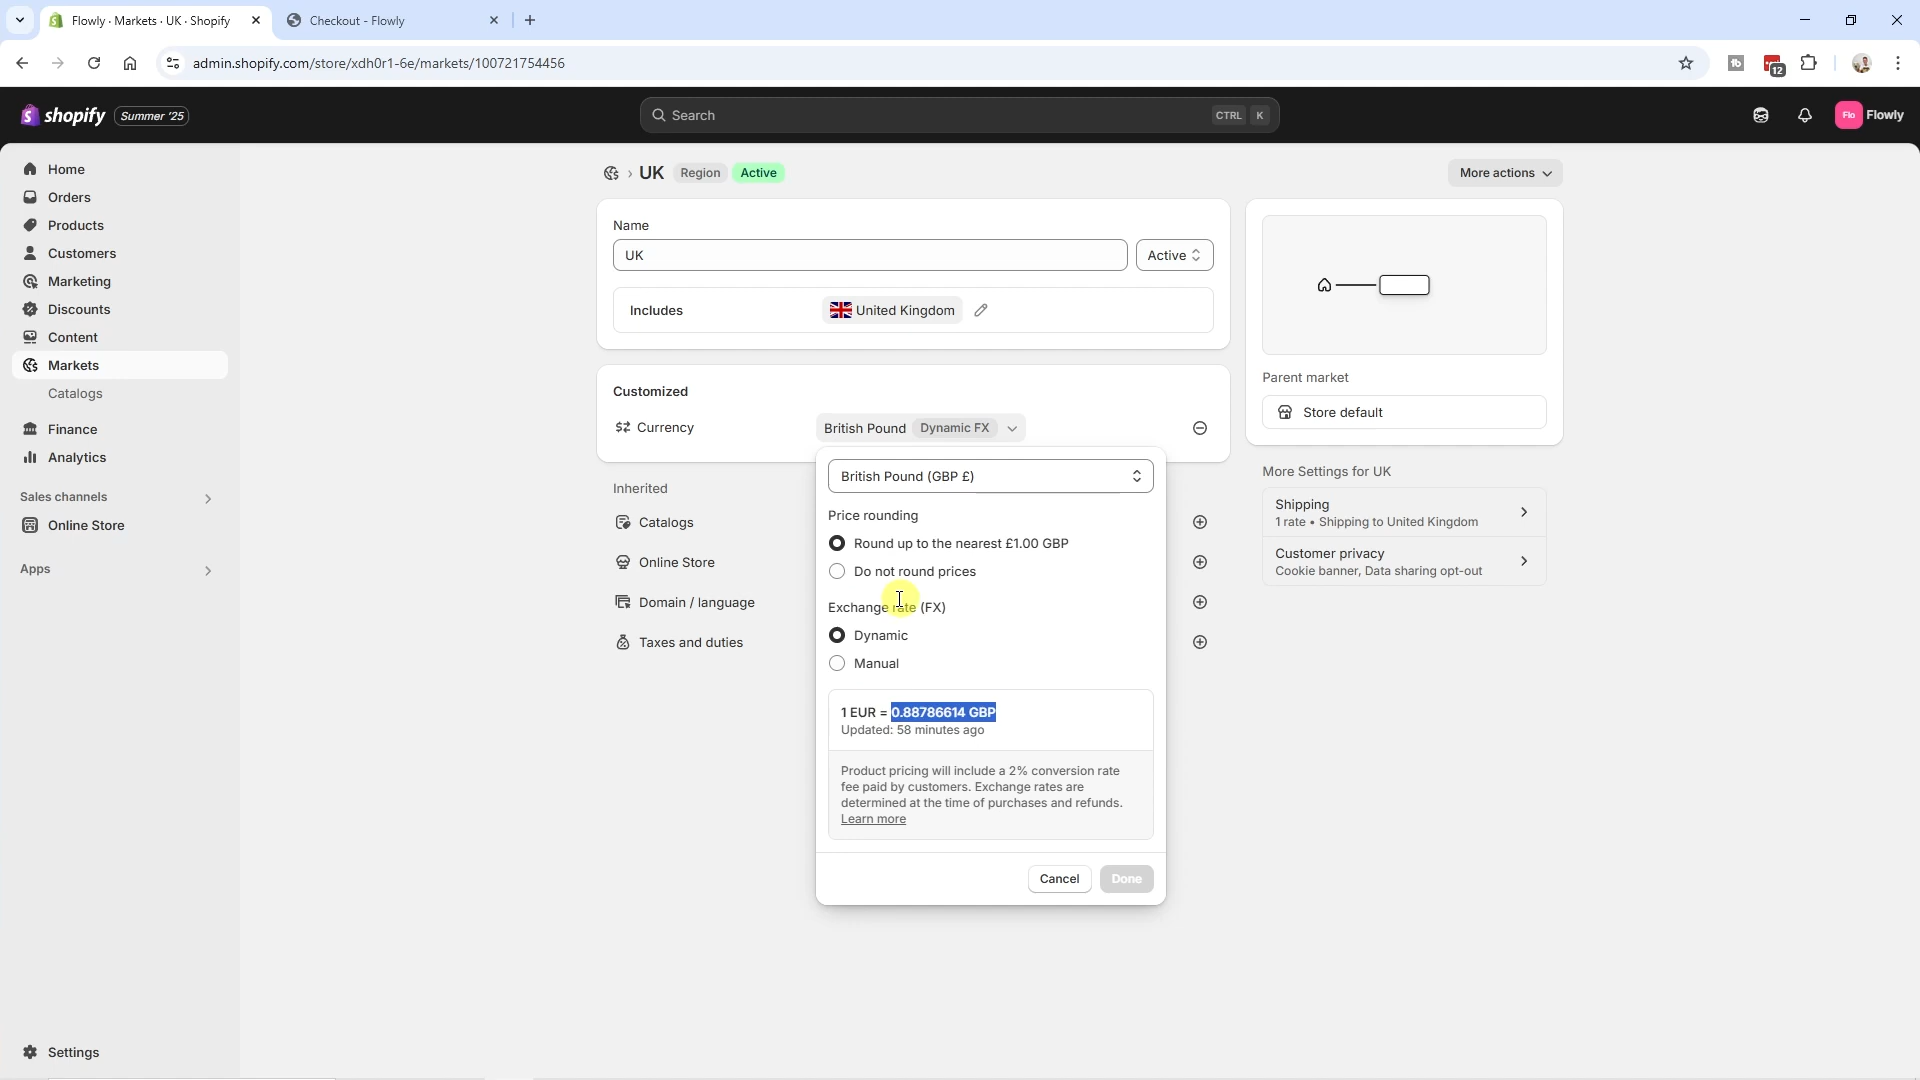 Flowly · Markets · UK · Shopify
Checkout - Flowly
admin.shopify.com/store/xdh0r1-6e/markets/100721754456
12
shopify
Summer '25
Search
CTRL K
Flo
Flowly
Home
Orders
Products
Customers
Marketing
Discounts
Content
Markets
Catalogs
Finance
Analytics
Sales channels
Online Store
Apps
Settings
UK
Region
Active
More actions
Name
UK
Active
Includes
United Kingdom
Customized
Currency
British Pound
Dynamic FX
Inherited
Catalogs
Online Store
Domain / language
Taxes and duties
British Pound (GBP £)
Price rounding
Round up to the nearest £1.00 GBP
Do not round prices
Exchange rate (FX)
Dynamic
Manual
1 EUR = 0.88786614 GBP
Updated: 58 minutes ago
Product pricing will include a 2% conversion rate
fee paid by customers. Exchange rates are
determined at the time of purchases and refunds.
Learn more
Cancel
Done
Parent market
Store default
More Settings for UK
Shipping
1 rate • Shipping to United Kingdom
Customer privacy
Cookie banner, Data sharing opt-out